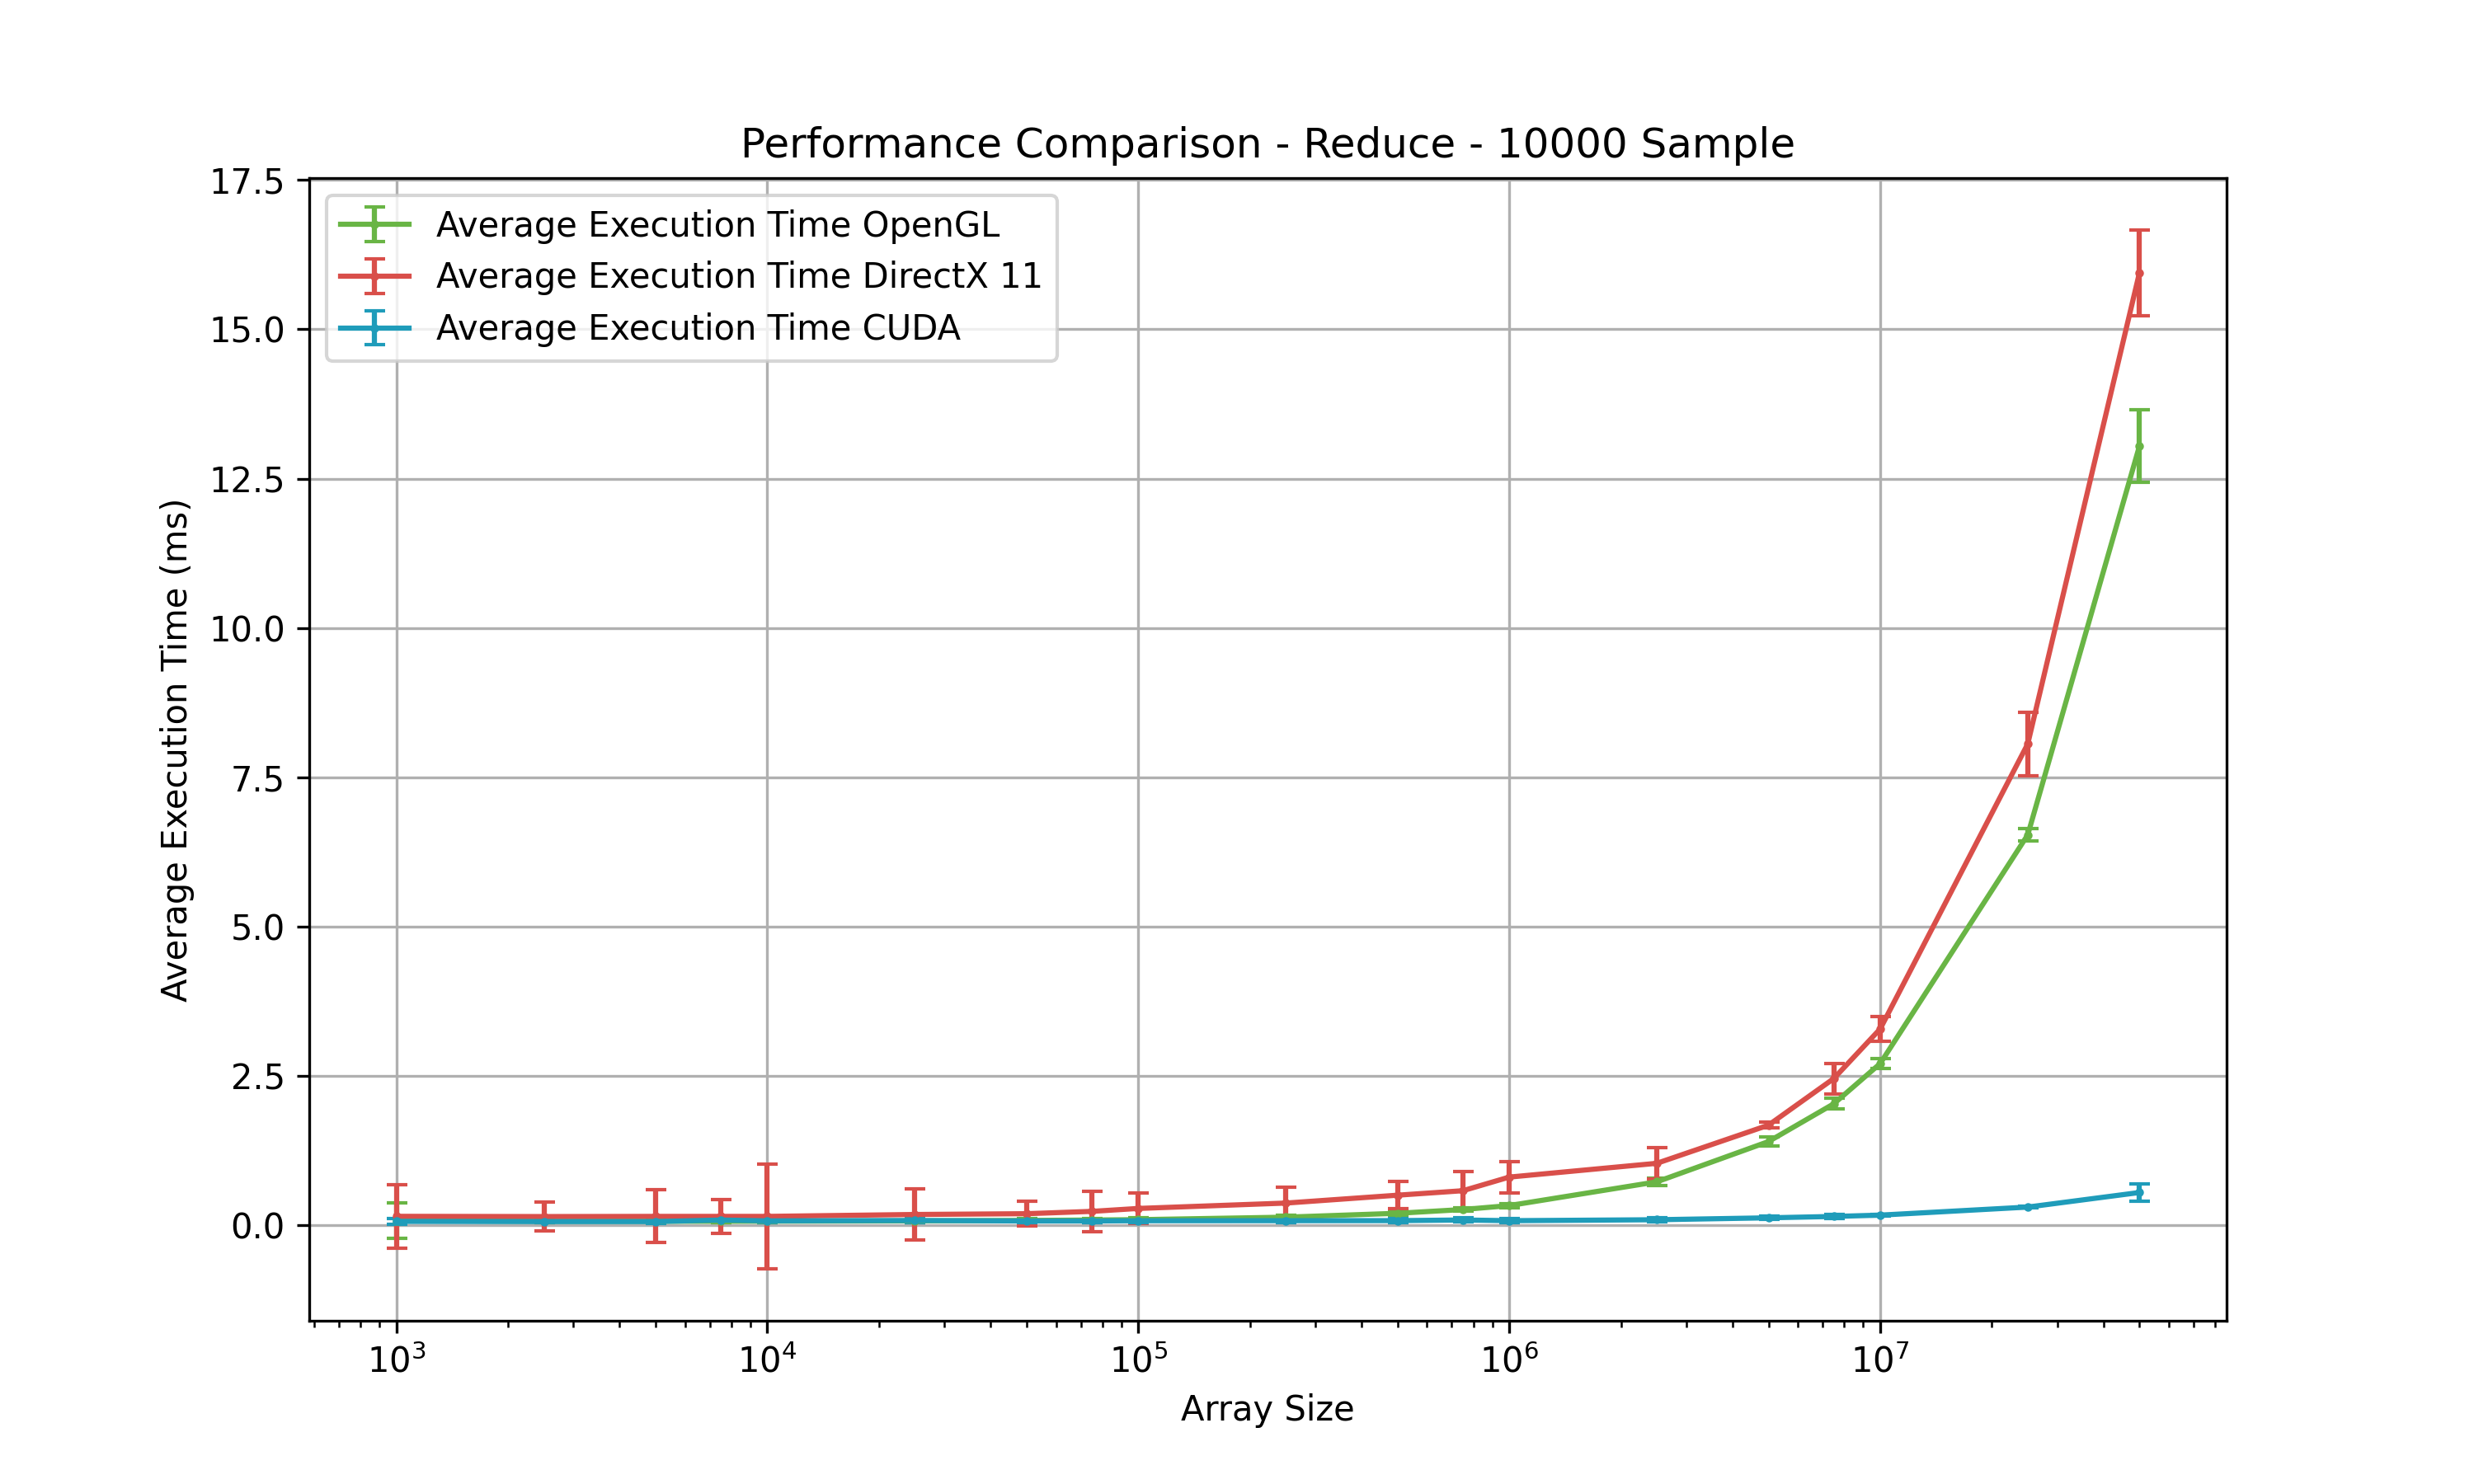 Performance Comparison - Reduce - 10000 Sample
17.5
15.0
12.5
10.0
7.5
5.0
2.5
0.0
Average Execution Time (ms)
Average Execution Time OpenGL
Average Execution Time DirectX 11
Average Execution Time CUDA
10³
10⁴
10⁵
10⁶
10⁷
Array Size